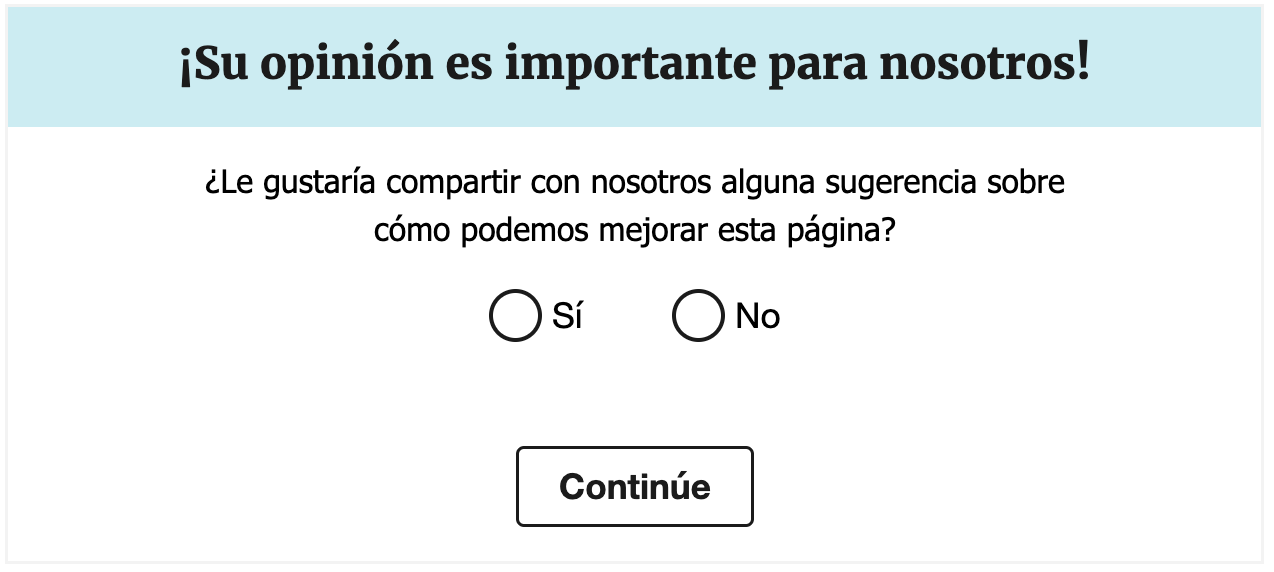 ¡Su opinión es importante para nosotros!
¿Le gustaría compartir con nosotros alguna sugerencia sobre
cómo podemos mejorar esta página?
Sí No
Continúe